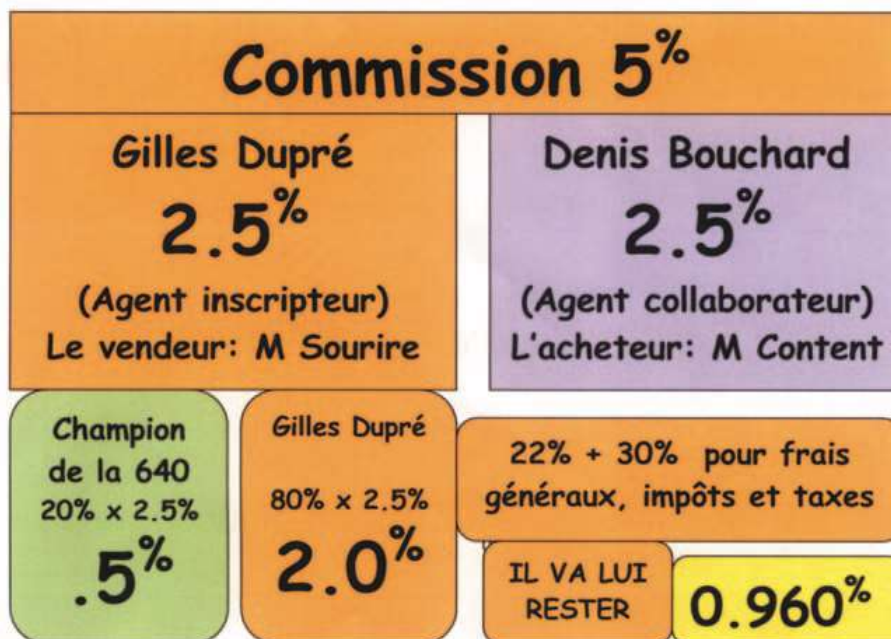 Commission 5%
Gilles Dupré
2.5%
(Agent inscripteur)
Le vendeur: M Sourire
Denis Bouchard
2.5%
(Agent collaborateur)
L'acheteur: M Content
Champion
de la 640
20% x 2.5%
.5%
Gilles Dupré
80% x 2.5%
2.0%
22% + 30% pour frais
généraux, impôts et taxes
IL VA LUI
RESTER
0.960%